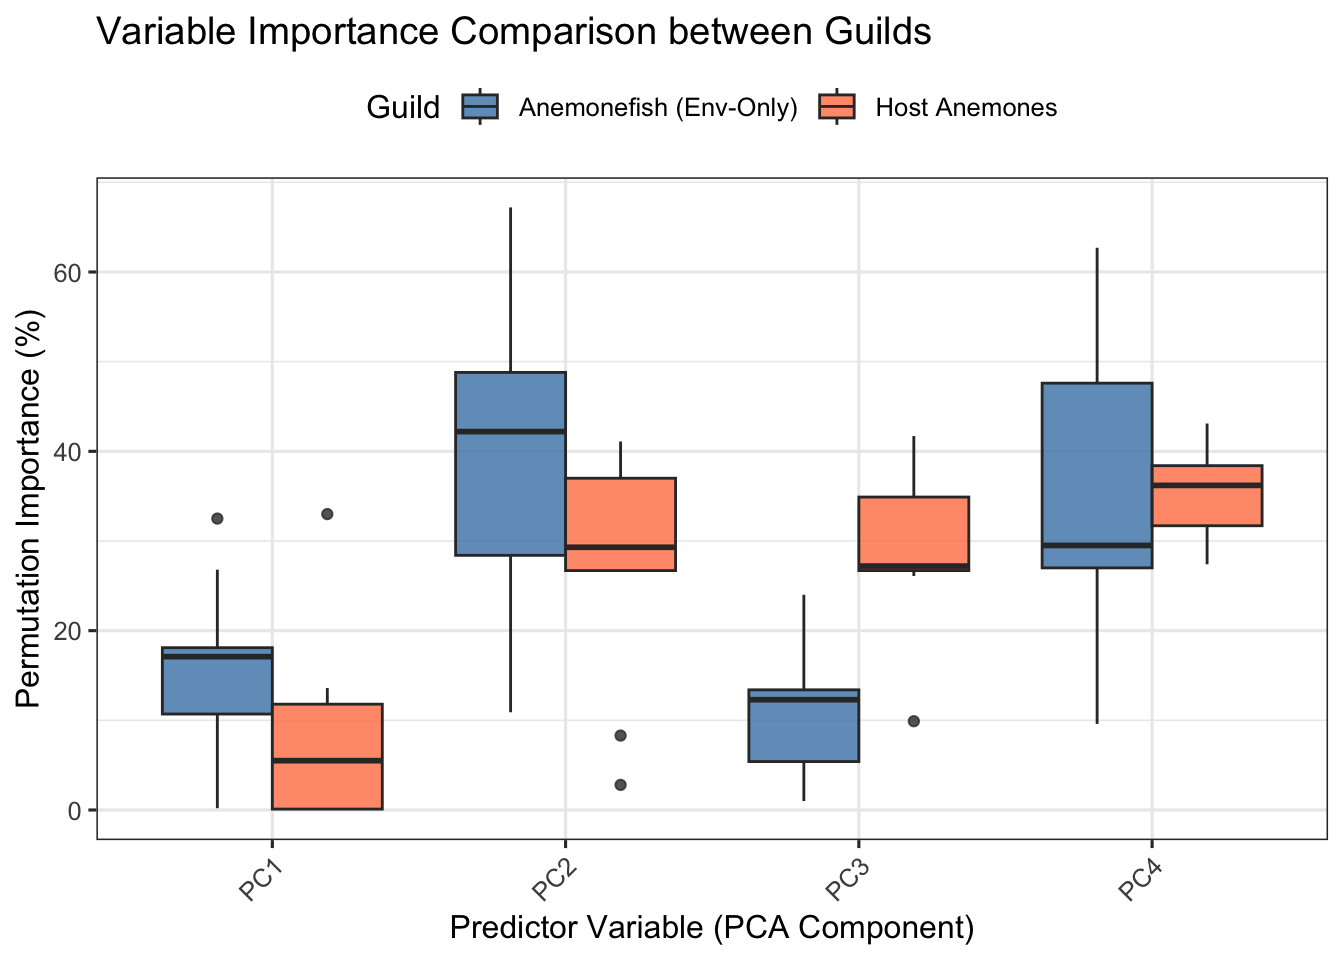 Variable Importance Comparison between Guilds
Guild Anemonefish (Env-Only) Host Anemones
Permutation Importance (%)
60
40
20
0
PC1 PC2 PC3 PC4
Predictor Variable (PCA Component)